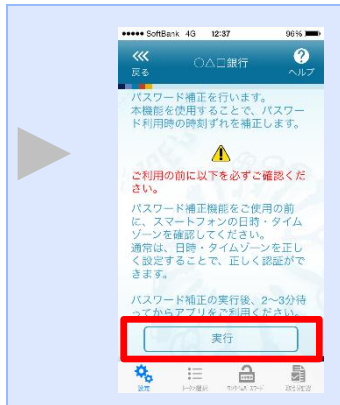 ●●●●● SoftBank 4G 12:37 96%
戻る
○△□銀行
?
ヘルプ
パスワード補正を行います。
本機能を使用することで、パスワー
ド利用時の時刻ずれを補正します。
ご利用の前に以下を必ずご確認くだ
さい。
パスワード補正機能をご使用の前
に、スマートフォンの日時・タイム
ゾーンを確認してください。
通常は、日時・タイムゾーンを正し
く設定することで、正しく認証がで
きます。
パスワード補正の実行後、2～3分待
ってからアプリをご利用ください。
実行
設定